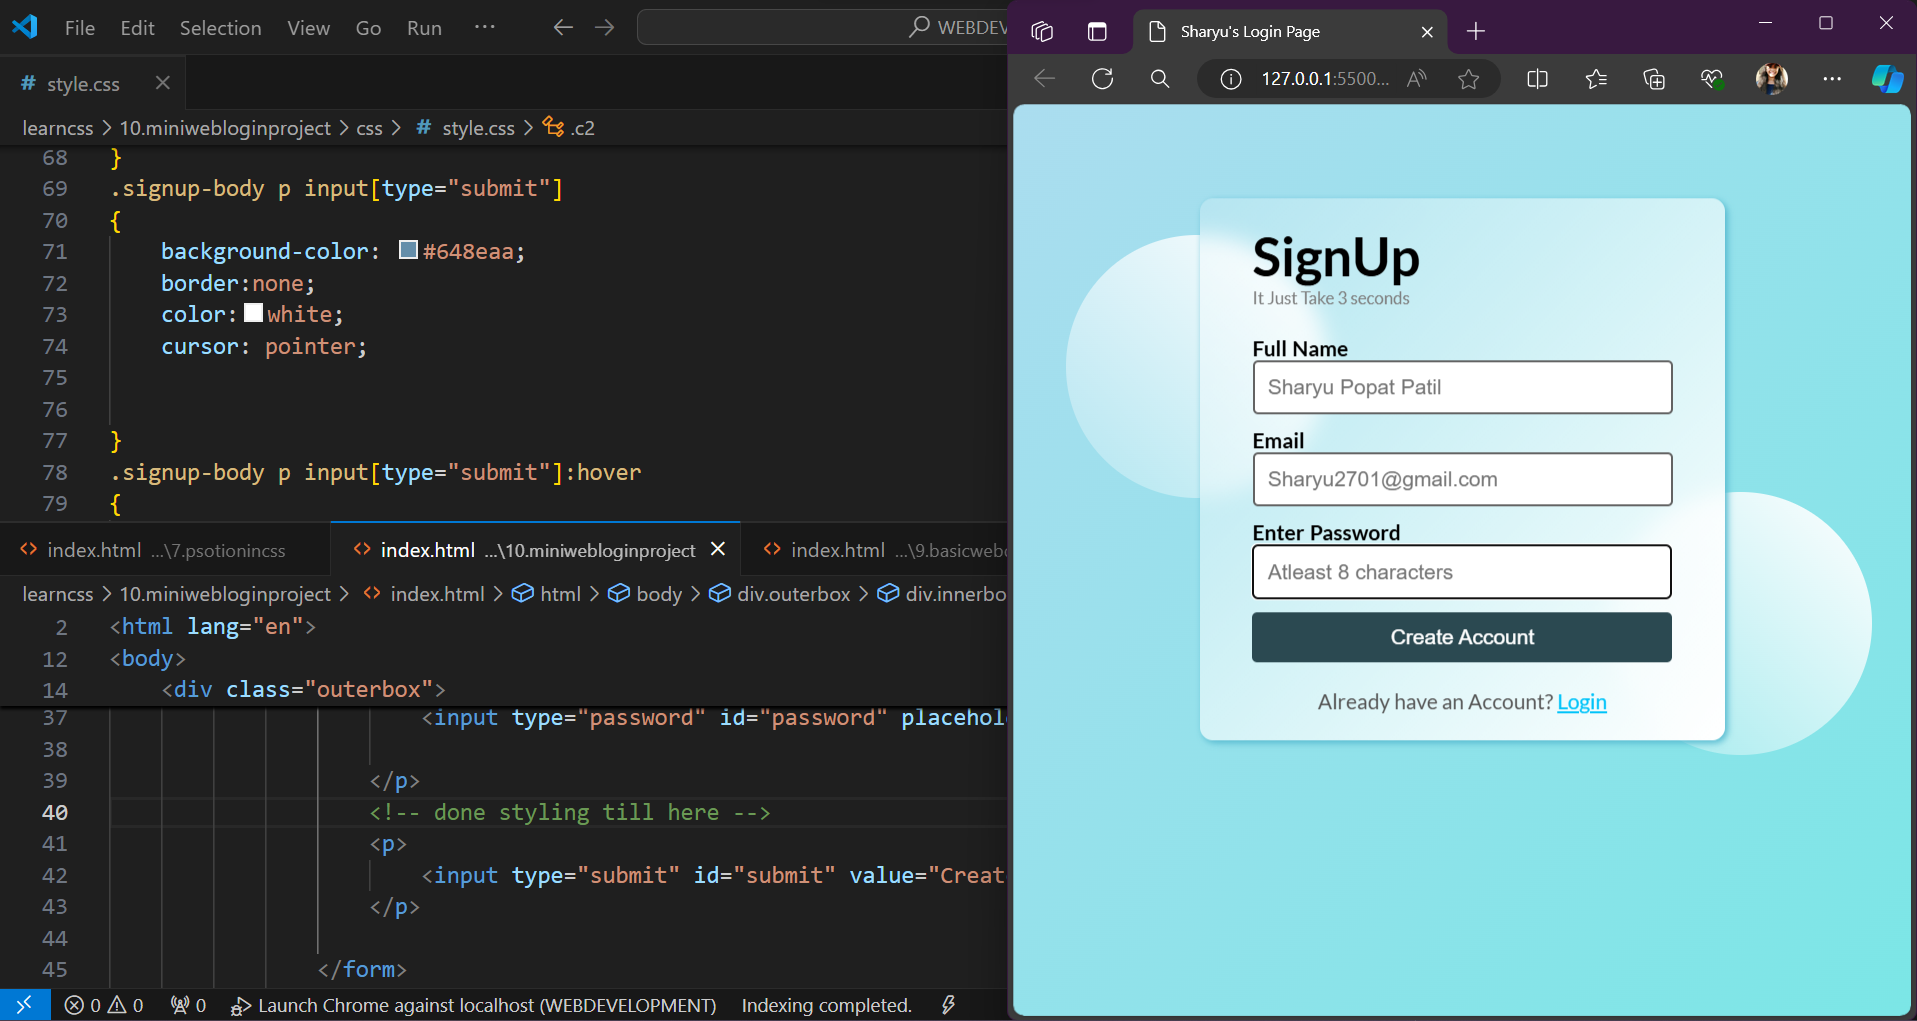 File Edit Selection View Go Run ··· WEBDEV
# style.css
learncss > 10.miniwebloginproject > css > # style.css > .c2
68 }
69 .signup-body p input[type="submit"]
70 {
71 background-color: #648eaa;
72 border:none;
73 color: white;
74 cursor: pointer;
75
76
77 }
78 .signup-body p input[type="submit"]:hover
79 {
index.html ...\7.psotionincss
index.html ...\10.miniwebloginproject
index.html ...\9.basicwebc
learncss > 10.miniwebloginproject > <> index.html > html > body > div.outerbox > div.innerbo
2 <html lang="en">
12 <body>
14 <div class="outerbox">
37 <input type="password" id="password" placehol
38
39 </p>
40 <!-- done styling till here -->
41 <p>
42 <input type="submit" id="submit" value="Creat
43 </p>
44
45 </form>
0 0 0 Launch Chrome against localhost (WEBDEVELOPMENT) Indexing completed.
Sharyu's Login Page
127.0.0.1:5500...
SignUp
It Just Take 3 seconds
Full Name
Sharyu Popat Patil
Email
Sharyu2701@gmail.com
Enter Password
Atleast 8 characters
Create Account
Already have an Account? Login